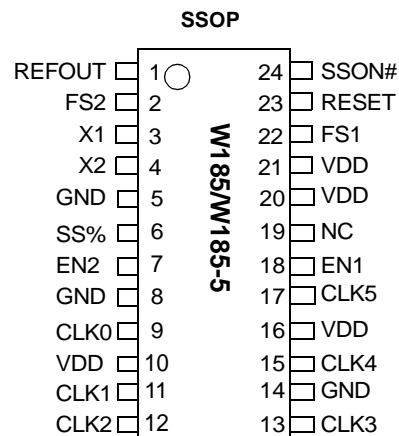 SSOP
REFOUT 1 24 SSON#
FS2 2 23 RESET
X1 3 22 FS1
X2 4 21 VDD
GND 5 20 VDD
SS% 6 19 NC
EN2 7 18 EN1
GND 8 17 CLK5
CLK0 9 16 VDD
VDD 10 15 CLK4
CLK1 11 14 GND
CLK2 12 13 CLK3
W185/W185-5